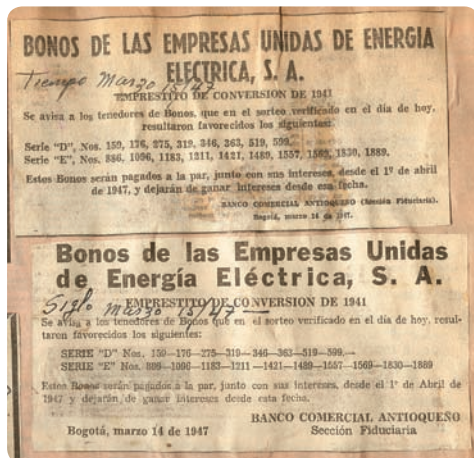 BONOS DE LAS EMPRESAS UNIDAS DE ENERGIA
ELECTRICA, S. A.
Tiempo Marzo 15/47
EMPRESTITO DE CONVERSION DE 1941
Se avisa a los tenedores de Bonos, que en el sorteo verificado en el día de hoy,
resultaron favorecidos los siguientes:
Serie "D", Nos. 159, 176, 275, 319, 346, 363, 519, 599.
Serie "E", Nos. 886, 1096, 1183, 1211, 1421, 1489, 1557, 1569, 1830, 1889.
Estos Bonos serán pagados a la par, junto con sus intereses, desde el 1º de abril
de 1947, y dejarán de ganar intereses desde esa fecha.
BANCO COMERCIAL ANTIOQUEÑO (Sección Fiduciaria).
Bogotá, marzo 14 de 1947.
Bonos de las Empresas Unidas
de Energía Eléctrica, S. A.
Siglo marzo 15/47
EMPRESTITO DE CONVERSION DE 1941
Se avisa a los tenedores de Bonos que en el sorteo verificado en el día de hoy, resul-
taron favorecidos los siguientes:
SERIE "D" Nos. 159—176—275—319—346—363—519—599.—
SERIE "E" Nos. 886—1096—1183—1211—1421—1489—1557—1569—1830—1889
Estos Bonos serán pagados a la par, junto con sus intereses, desde el 1º de Abril de
1947 y dejarán de ganar intereses desde esta fecha.
BANCO COMERCIAL ANTIOQUEÑO
Bogotá, marzo 14 de 1947 Sección Fiduciaria